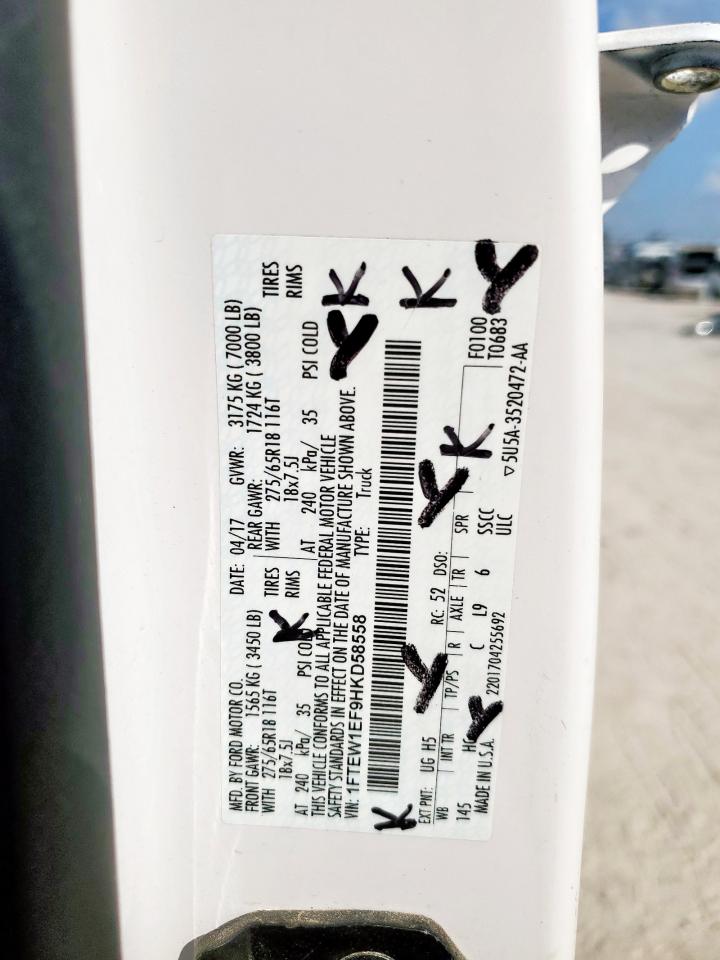 MFD. BY FORD MOTOR CO.
DATE: 04/17 GVWR: 3175 KG ( 7000 LB)
FRONT GAWR: 1565 KG ( 3450 LB)
REAR GAWR: 1724 KG ( 3800 LB)
WITH 275/65R18 116T TIRES
WITH 275/65R18 116T TIRES
18x7.5J RIMS
18x7.5J RIMS
AT 240 kPa/ 35 PSI COLD
AT 240 kPa/ 35 PSI COLD
THIS VEHICLE CONFORMS TO ALL APPLICABLE FEDERAL MOTOR VEHICLE
SAFETY STANDARDS IN EFFECT ON THE DATE OF MANUFACTURE SHOWN ABOVE.
VIN: 1FTEW1EF9HKD58558
TYPE: Truck
K
K
K
K
K
Y
Y
Y
Y
Y
EXT PNT: UG H5 RC: 52 DSO:
WB INT TR TP/PS R AXLE TR SPR
F0100
T06B3
145 HG C L9 6 SSCC
ULC
MADE IN U.S.A. 2201704255692
▽5U5A-3520472-AA